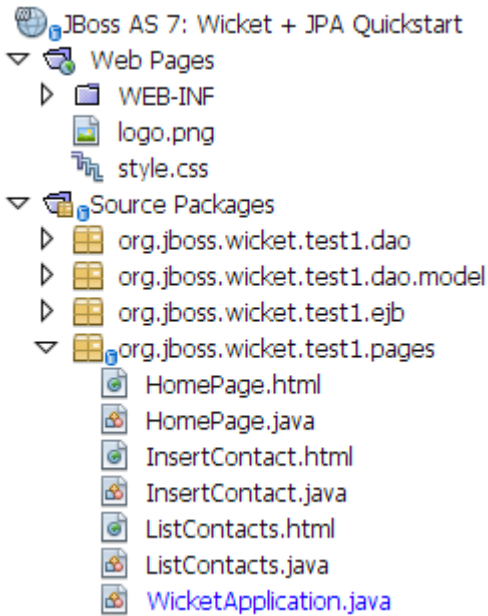 JBoss AS 7: Wicket + JPA Quickstart
Web Pages
WEB-INF
logo.png
style.css
Source Packages
org.jboss.wicket.test1.dao
org.jboss.wicket.test1.dao.model
org.jboss.wicket.test1.ejb
org.jboss.wicket.test1.pages
HomePage.html
HomePage.java
InsertContact.html
InsertContact.java
ListContacts.html
ListContacts.java
WicketApplication.java